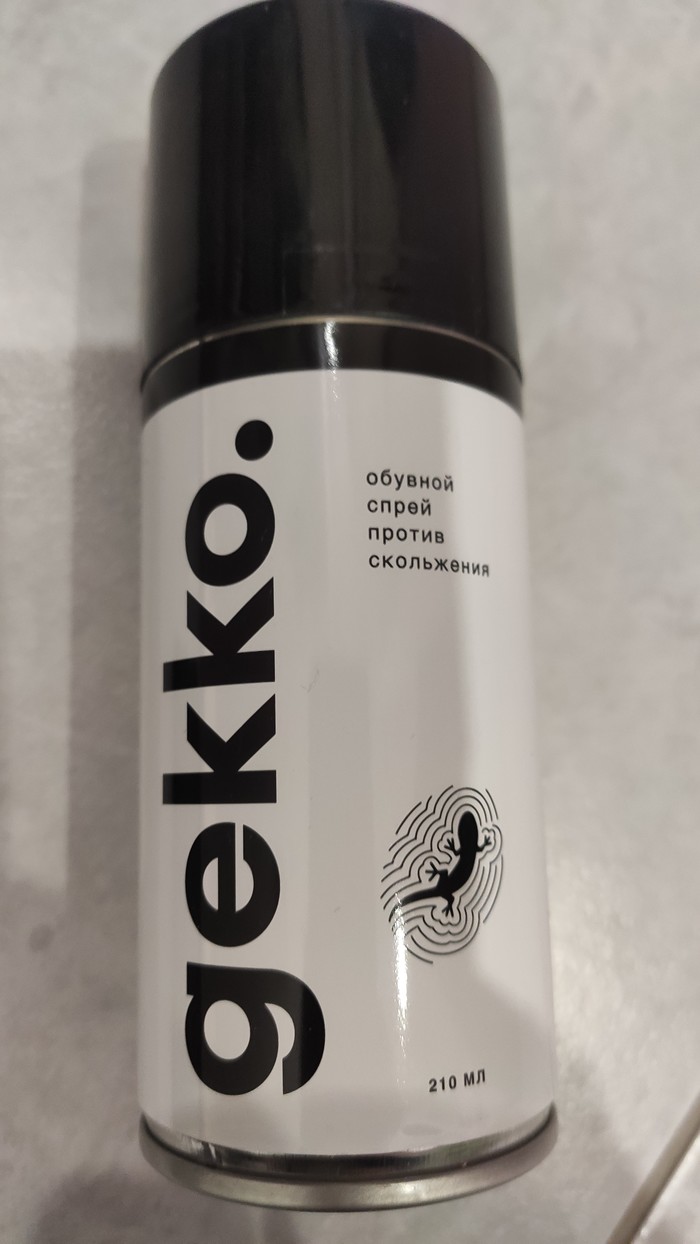 gekko.
обувной
спрей
против
скольжения
210 мл